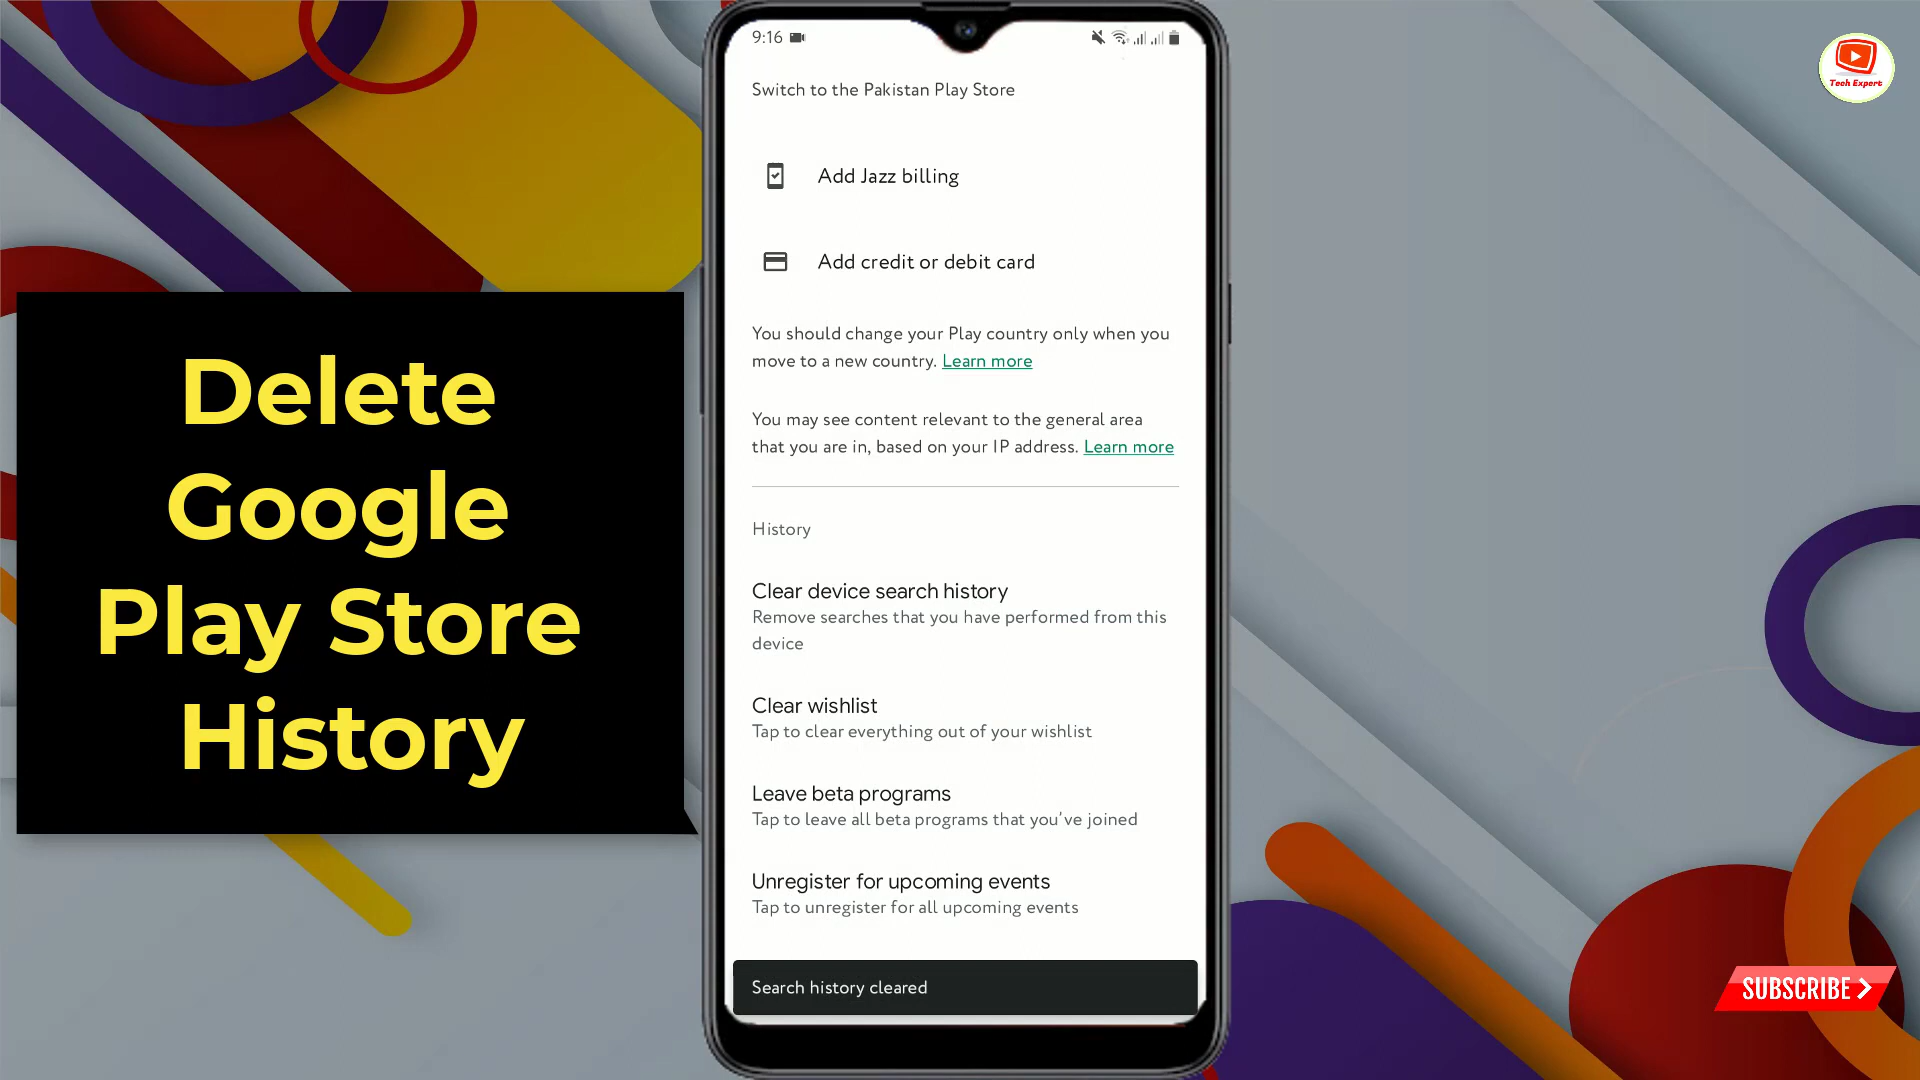 Delete
Google
Play Store
History
9:16
Switch to the Pakistan Play Store
Add Jazz billing
Add credit or debit card
You should change your Play country only when you
move to a new country. Learn more
You may see content relevant to the general area
that you are in, based on your IP address. Learn more
History
Clear device search history
Remove searches that you have performed from this
device
Clear wishlist
Tap to clear everything out of your wishlist
Leave beta programs
Tap to leave all beta programs that you've joined
Unregister for upcoming events
Tap to unregister for all upcoming events
Search history cleared
Tech Expert
SUBSCRIBE